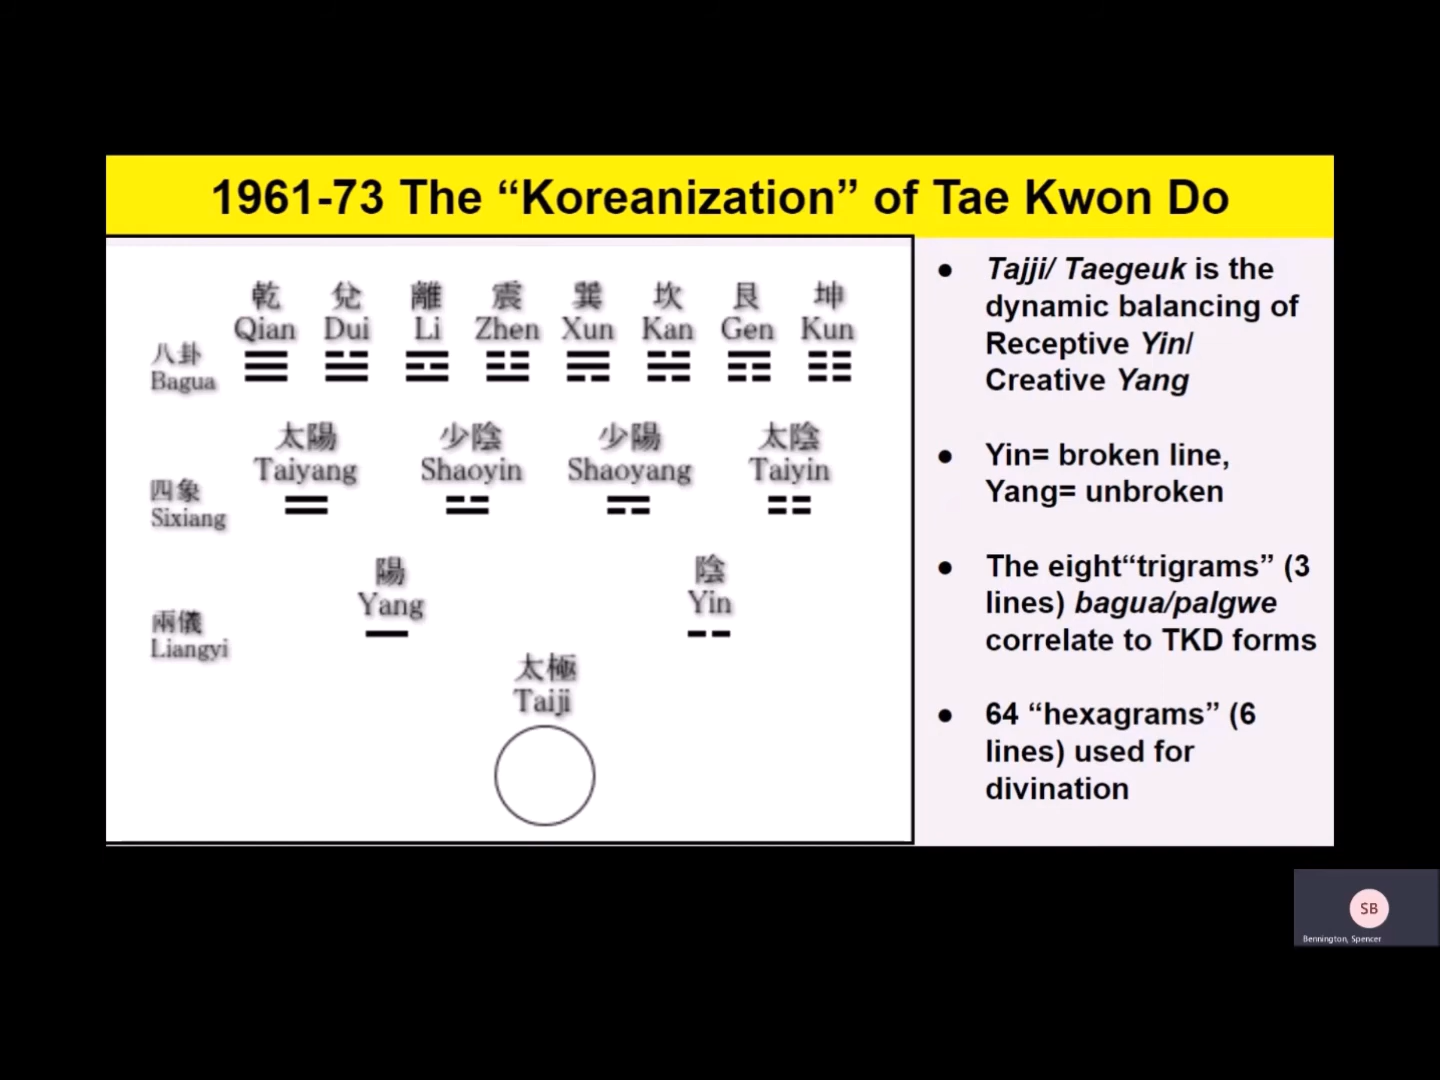 1961-73 The “Koreanization” of Tae Kwon Do
乾 兌 離 震 巽 坎 艮 坤
Qian Dui Li Zhen Xun Kan Gen Kun
八卦
Bagua
太陽 少陰 少陽 太陰
Taiyang Shaoyin Shaoyang Taiyin
四象
Sixiang
陽 陰
Yang Yin
兩儀
Liangyi
太極
Taiji
● Tajji/ Taegeuk is the
dynamic balancing of
Receptive Yin/
Creative Yang
● Yin= broken line,
Yang= unbroken
● The eight“trigrams” (3
lines) bagua/palgwe
correlate to TKD forms
● 64 “hexagrams” (6
lines) used for
divination
SB
Bennington, Spencer